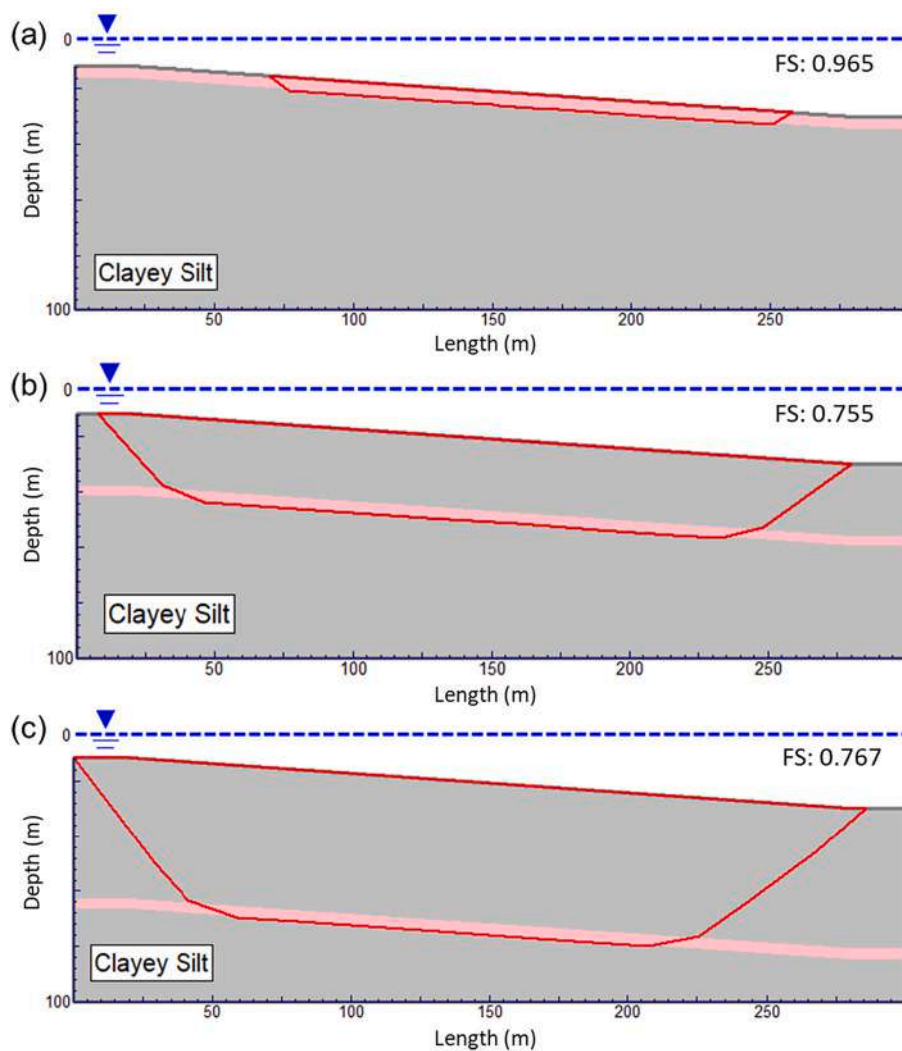 (a)
0
FS: 0.965
Depth (m)
Clayey Silt
100
50
100
150
200
250
Length (m)
(b)
0
FS: 0.755
Depth (m)
Clayey Silt
100
50
100
150
200
250
Length (m)
(c)
0
FS: 0.767
Depth (m)
Clayey Silt
100
50
100
150
200
250
Length (m)